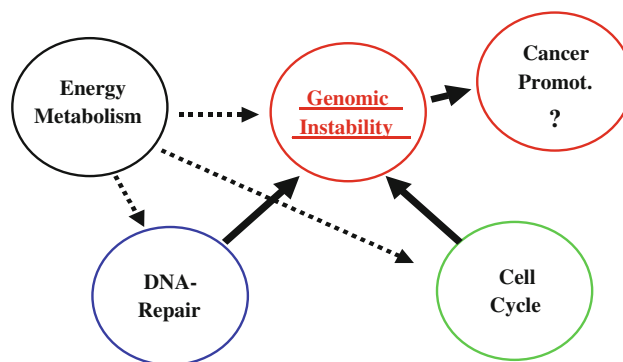 Energy
Metabolism
Genomic
Instability
Cancer
Promot.
?
DNA-
Repair
Cell
Cycle